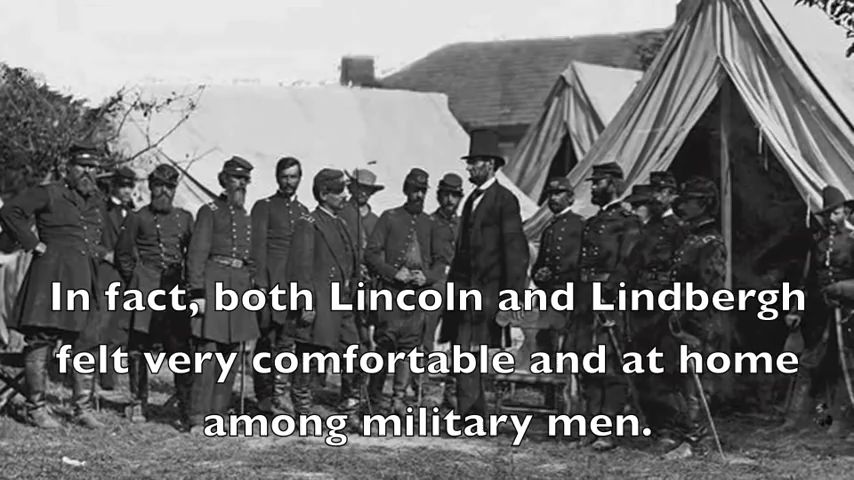 In fact, both Lincoln and Lindbergh
felt very comfortable and at home
among military men.